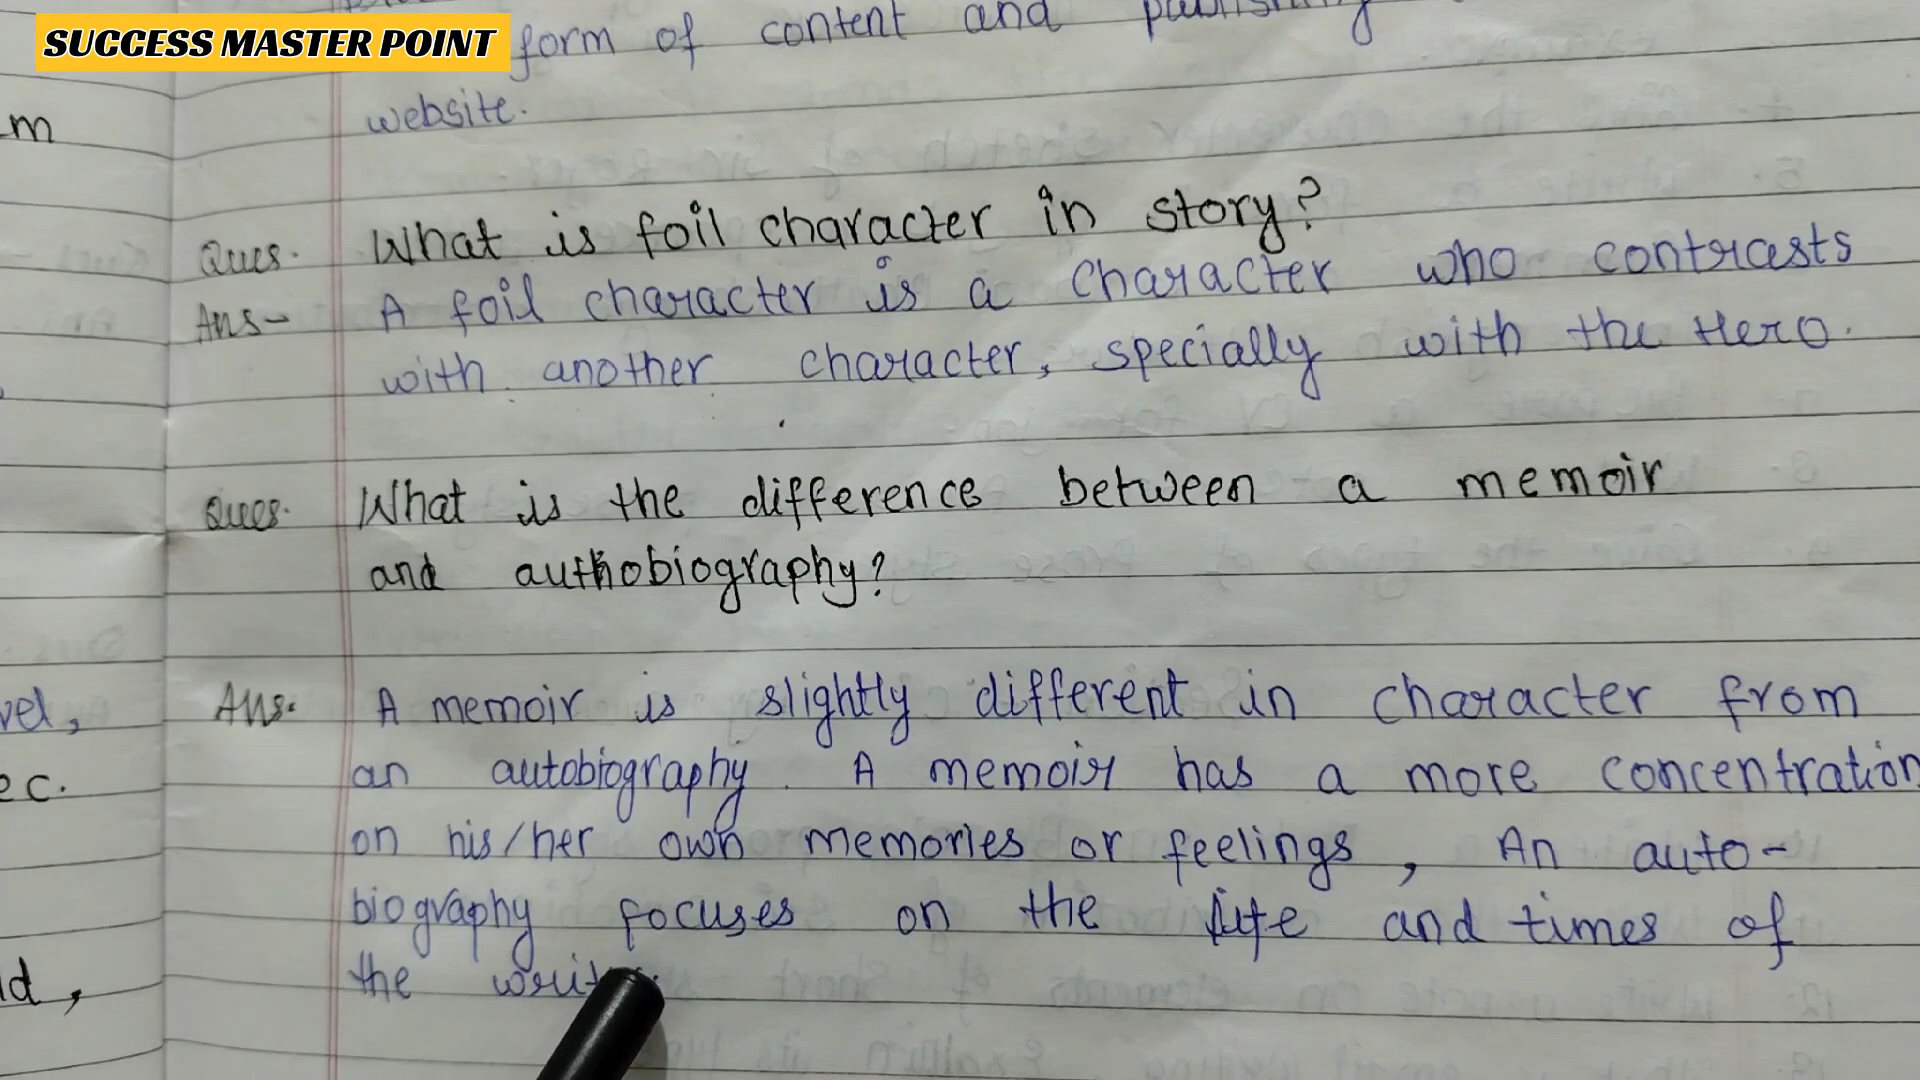 SUCCESS MASTER POINT
form of content and publishing
website.
m
Ques. What is foil character in story?
Ans- A foil character is a character who contrasts
with another character, specially with the Hero.
Ques. What is the difference between a memoir
and authobiography?
Ans. A memoir is slightly different in character from
vel,
an autobiography. A memoir has a more concentration
ec.
on his/her own memories or feelings, An auto-
biography focuses on the life and times of
the
d,